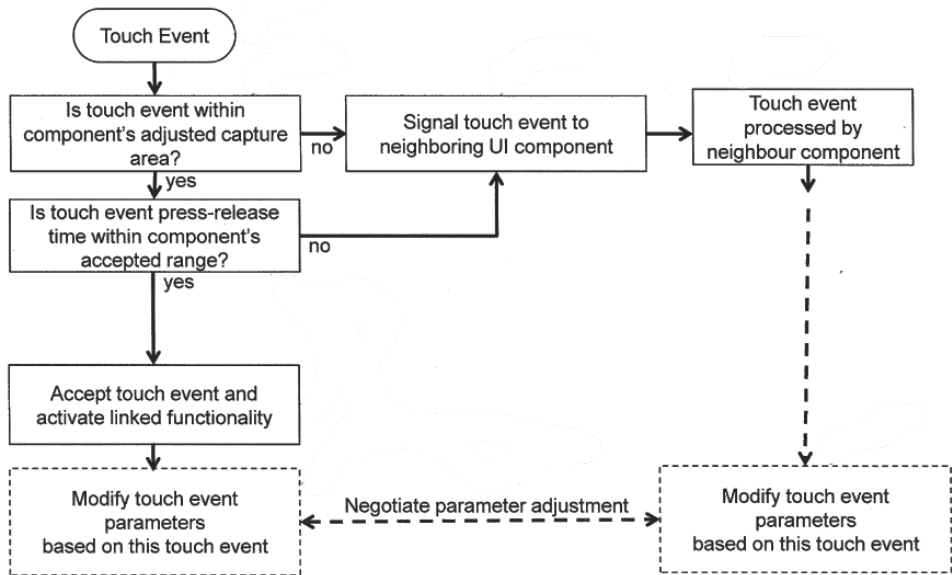 Touch Event
Is touch event within
component's adjusted capture
area?
no
yes
Signal touch event to
neighboring UI component
Touch event
processed by
neighbour component
Is touch event press-release
time within component's
accepted range?
no
yes
Accept touch event and
activate linked functionality
Modify touch event
parameters
based on this touch event
Negotiate parameter adjustment
Modify touch event
parameters
based on this touch event